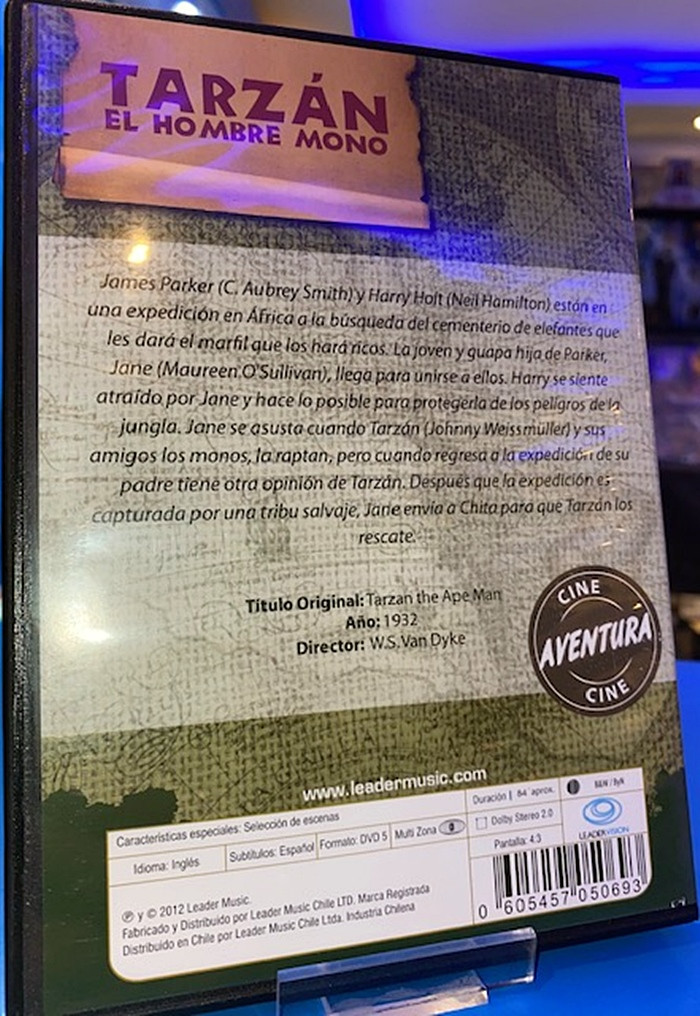 TARZÁN
EL HOMBRE MONO
James Parker (C. Aubrey Smith) y Harry Holt (Neil Hamilton) están en
una expedición en África a la búsqueda del cementerio de elefantes que
les dará el marfil que los hará ricos. La joven y guapa hija de Parker,
Jane (Maureen O'Sullivan), llega para unirse a ellos. Harry se siente
atraído por Jane y hace lo posible para protegerla de los peligros de la
jungla. Jane se asusta cuando Tarzán (Johnny Weissmüller) y sus
amigos los monos, la raptan, pero cuando regresa a la expedición de su
padre tiene otra opinión de Tarzán. Después que la expedición es
capturada por una tribu salvaje, Jane envía a Chita para que Tarzán los
rescate.
Título Original: Tarzan the Ape Man
Año: 1932
Director: W.S. Van Dyke
CINE
AVENTURA
CINE
www.leadermusic.com
Características especiales: Selección de escenas
Idioma: Inglés
Subtítulos: Español
Formato: DVD 5
Multi Zona
Duración | 84' aprox.
B&N / Byk
Dolby Stereo 2.0
Pantalla: 4:3
LEADERVISION
℗ y © 2012 Leader Music.
Fabricado y Distribuido por Leader Music Chile LTD. Marca Registrada
Distribuido en Chile por Leader Music Chile Ltda. Industria Chilena
0 605457 050693